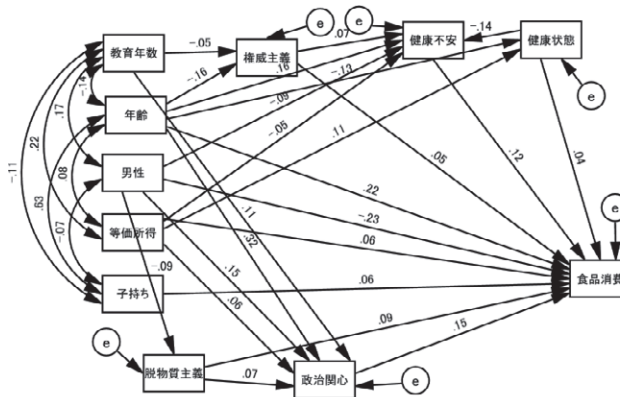 e
e
-.14
教育年数
-.05
権威主義
.07
健康不安
健康状態
-.16
.18
-.13
e
-.14
年齢
-.09
.17
-.05
.11
.22
男性
.05
.12
.04
-.11
.08
.22
.63
等価所得
.11
-.23
e
-.07
.32
.06
食品消費
-.09
.15
子持ち
.06
.06
.09
.15
e
脱物質主義
.07
政治関心
e